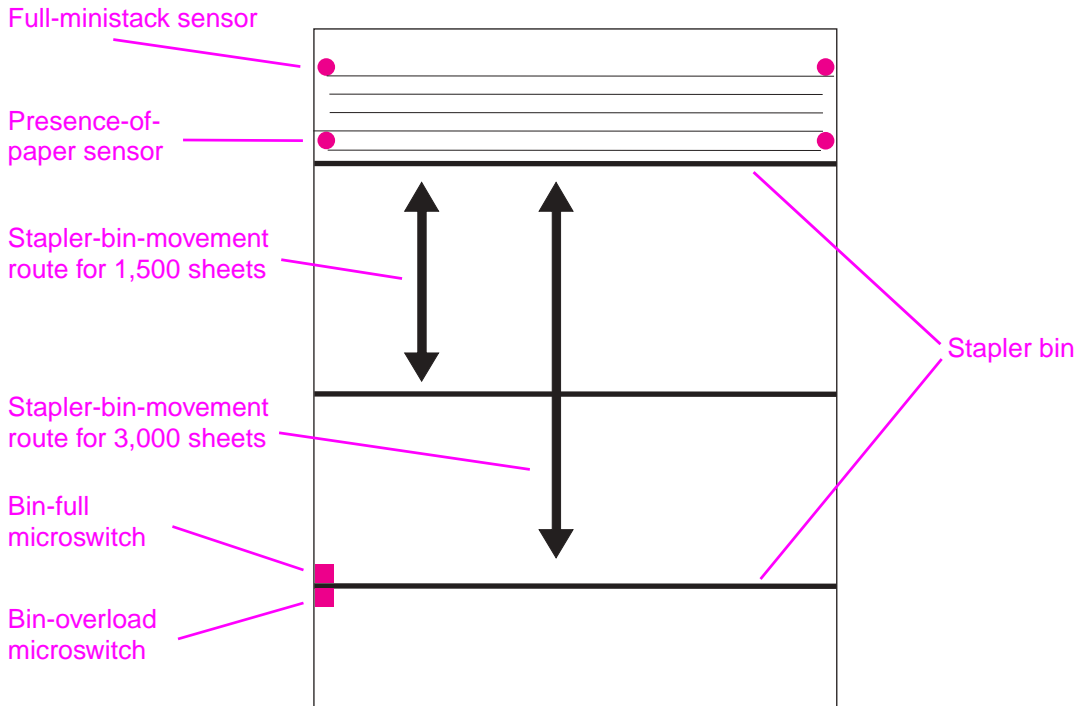 Full-ministack sensor
Presence-of-
paper sensor
Stapler-bin-movement
route for 1,500 sheets
Stapler bin
Stapler-bin-movement
route for 3,000 sheets
Bin-full
microswitch
Bin-overload
microswitch